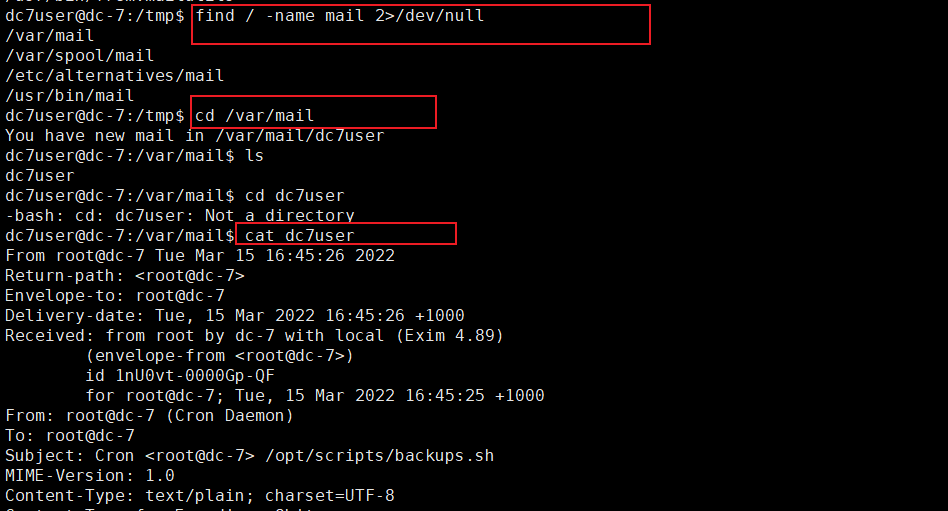 dc7user@dc-7:/tmp$ find / -name mail 2>/dev/null
/var/mail
/var/spool/mail
/etc/alternatives/mail
/usr/bin/mail
dc7user@dc-7:/tmp$ cd /var/mail
You have new mail in /var/mail/dc7user
dc7user@dc-7:/var/mail$ ls
dc7user
dc7user@dc-7:/var/mail$ cd dc7user
-bash: cd: dc7user: Not a directory
dc7user@dc-7:/var/mail$ cat dc7user
From root@dc-7 Tue Mar 15 16:45:26 2022
Return-path: <root@dc-7>
Envelope-to: root@dc-7
Delivery-date: Tue, 15 Mar 2022 16:45:26 +1000
Received: from root by dc-7 with local (Exim 4.89)
        (envelope-from <root@dc-7>)
        id 1nU0vt-0000Gp-QF
        for root@dc-7; Tue, 15 Mar 2022 16:45:25 +1000
From: root@dc-7 (Cron Daemon)
To: root@dc-7
Subject: Cron <root@dc-7> /opt/scripts/backups.sh
MIME-Version: 1.0
Content-Type: text/plain; charset=UTF-8